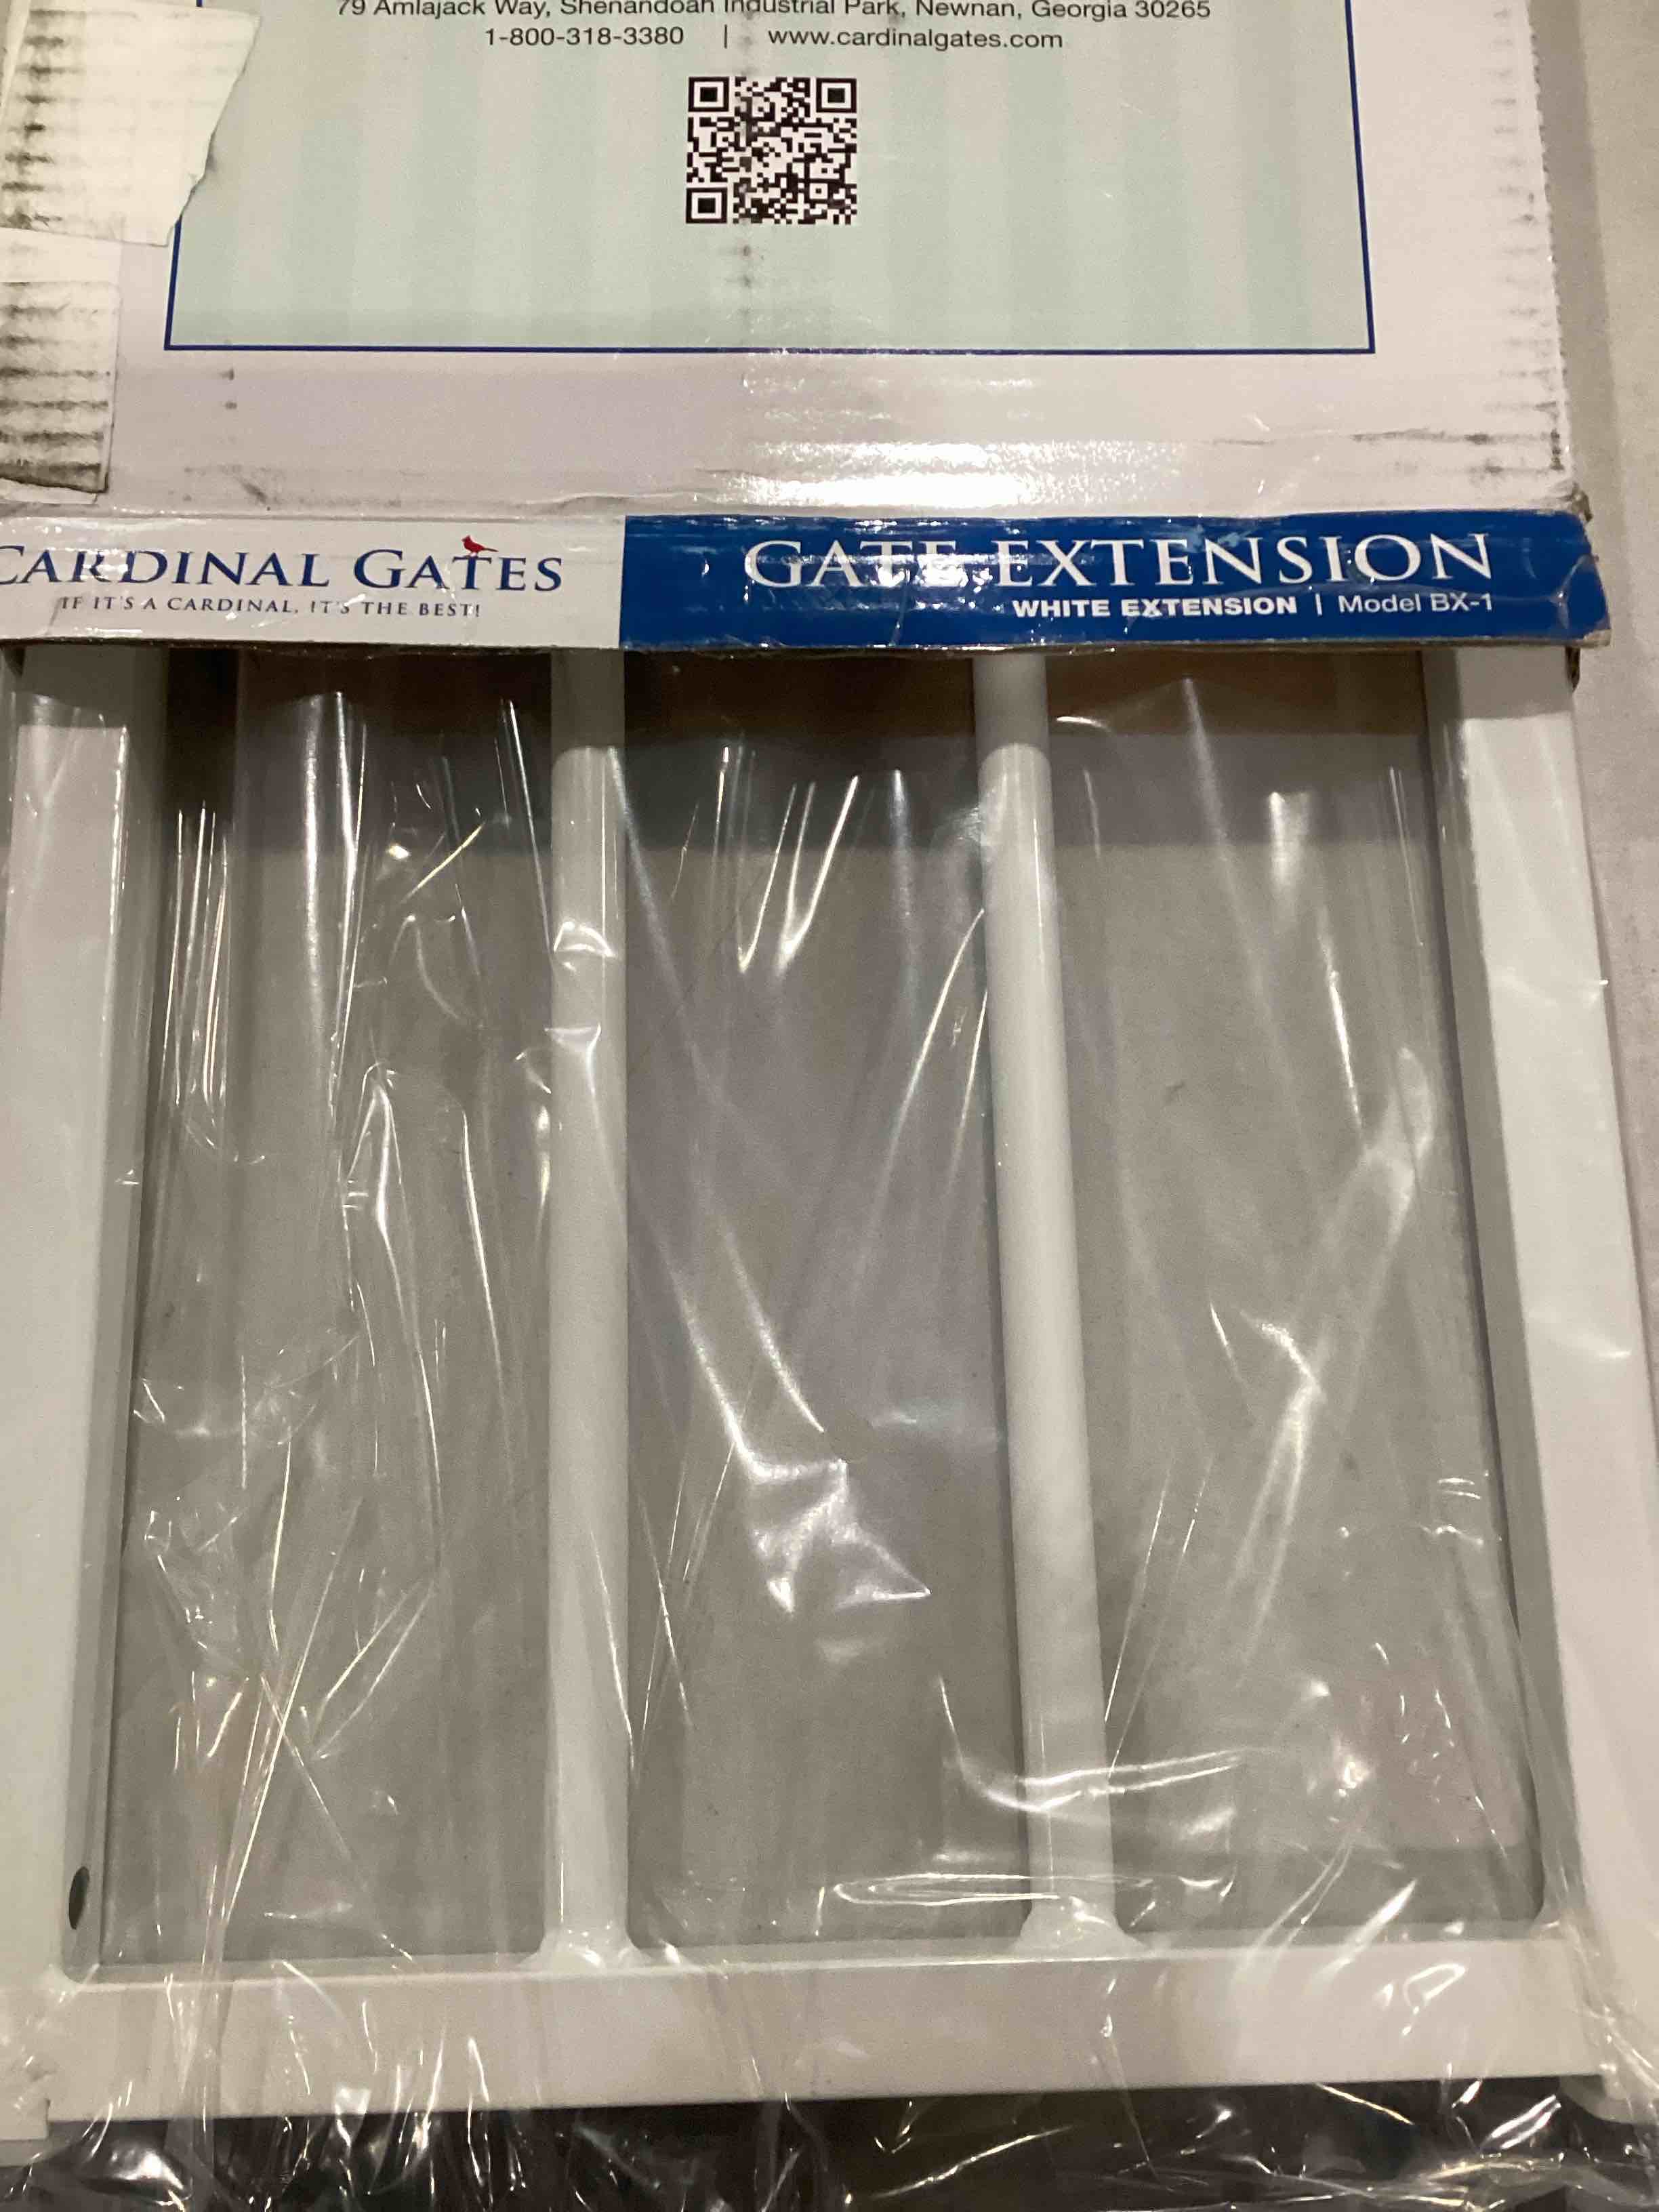 79 Amlajack Way, Shenandoah Industrial Park, Newnan, Georgia 30265
1-800-318-3380 | www.cardinalgates.com
CARDINAL GATES
IF IT'S A CARDINAL, IT'S THE BEST!
GATE EXTENSION
WHITE EXTENSION | Model BX-1